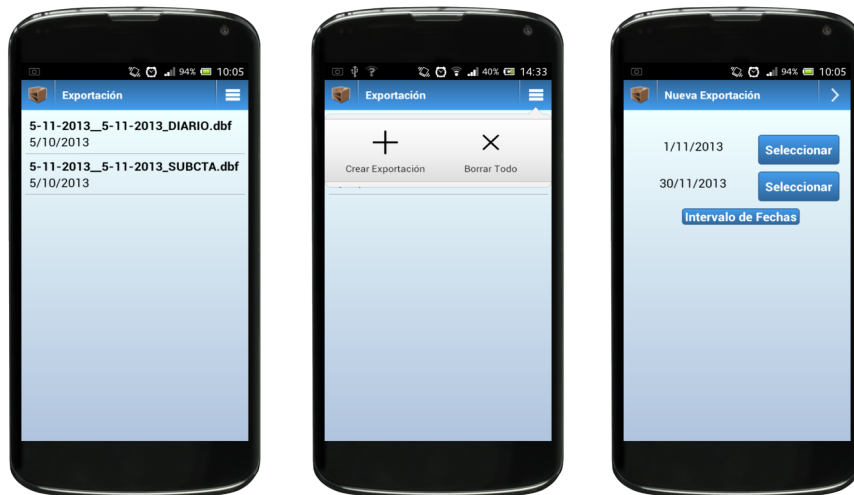 94% 10:05
Exportación
5-11-2013__5-11-2013_DIARIO.dbf
5/10/2013
5-11-2013__5-11-2013_SUBCTA.dbf
5/10/2013
40% 14:33
Exportación
Crear Exportación Borrar Todo
94% 10:05
Nueva Exportación
1/11/2013 Seleccionar
30/11/2013 Seleccionar
Intervalo de Fechas